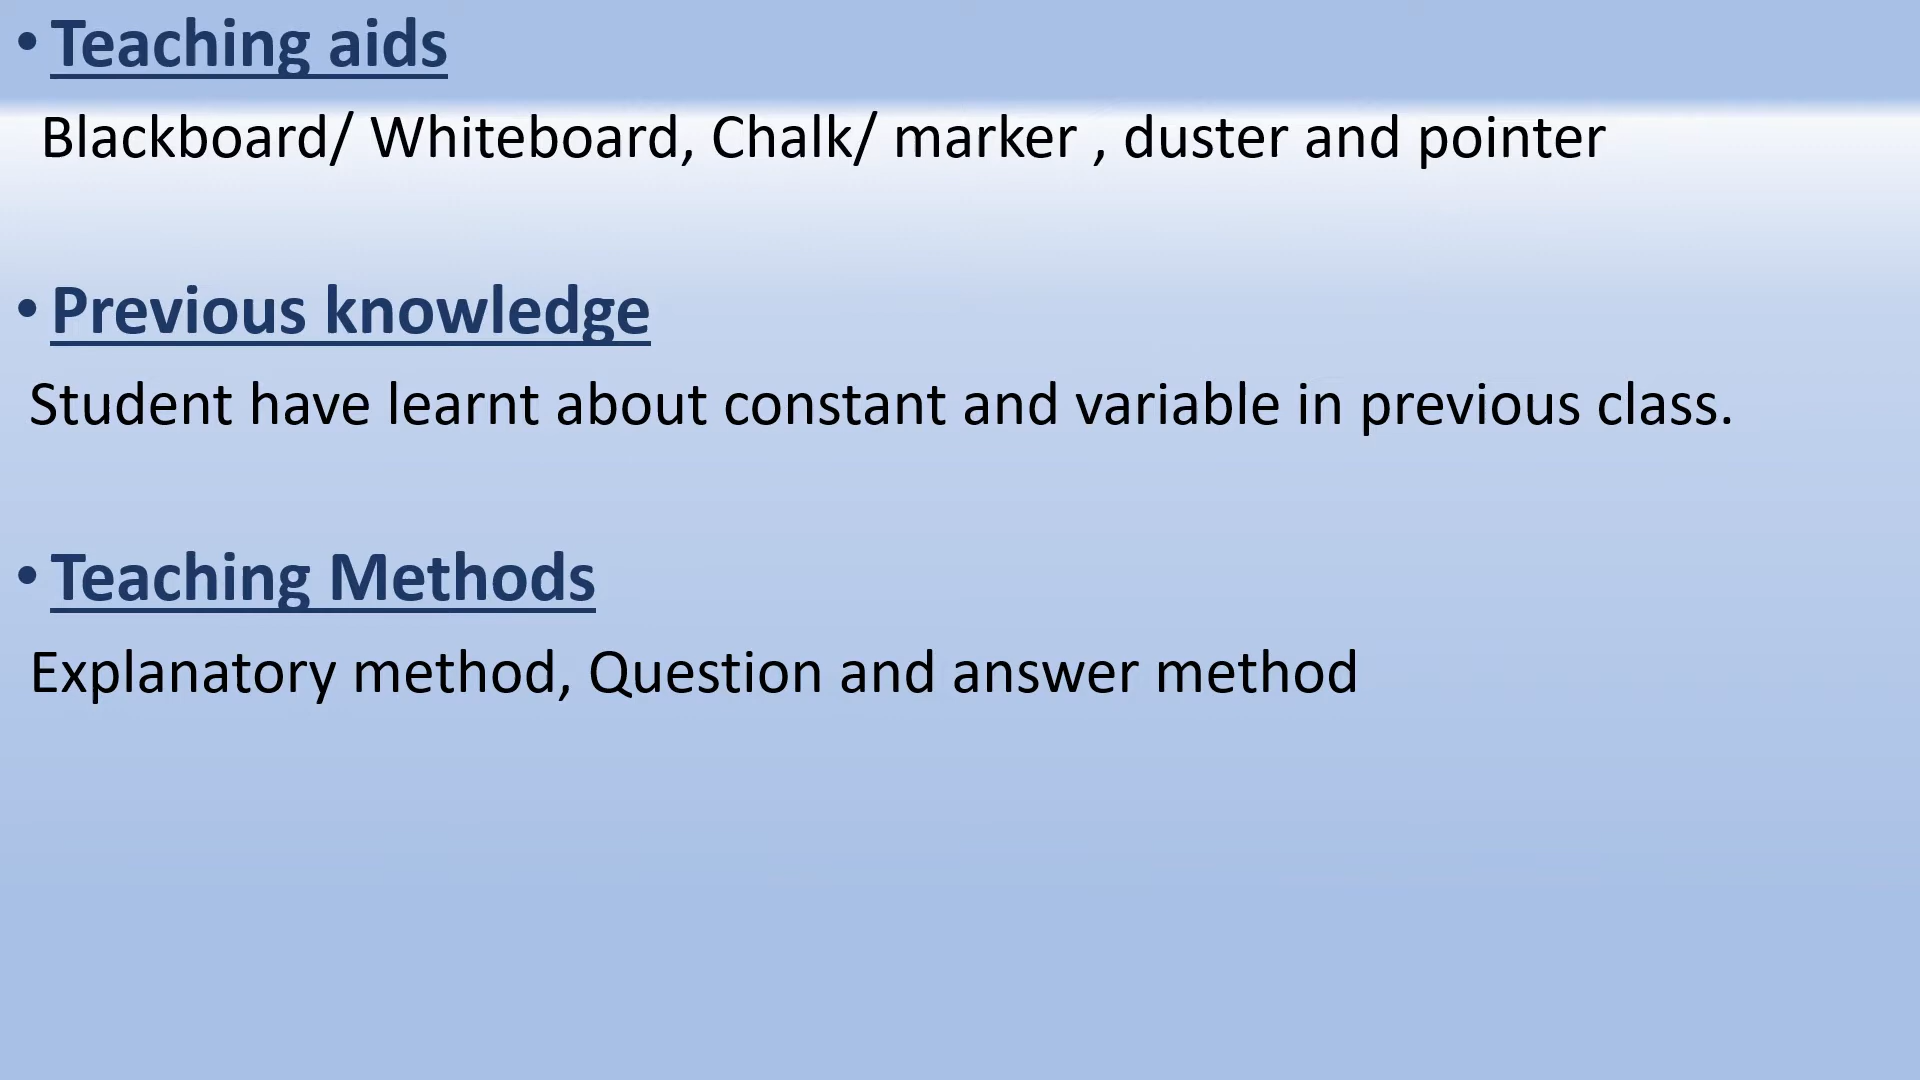 • Teaching aids
Blackboard/ Whiteboard, Chalk/ marker , duster and pointer
• Previous knowledge
Student have learnt about constant and variable in previous class.
• Teaching Methods
Explanatory method, Question and answer method